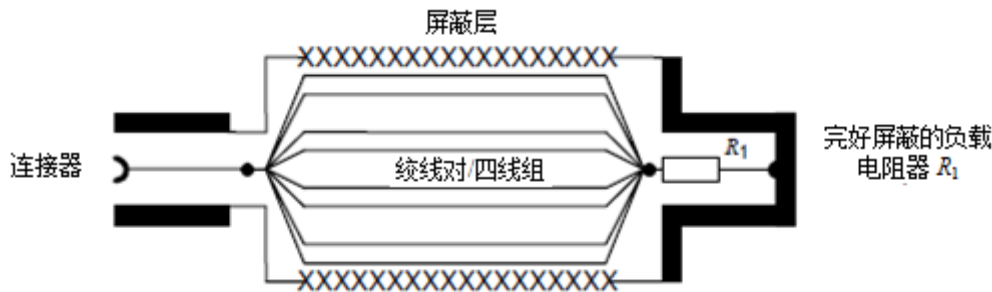 屏蔽层
连接器
绞线对/四线组
R₁
完好屏蔽的负载
电阻器 R₁